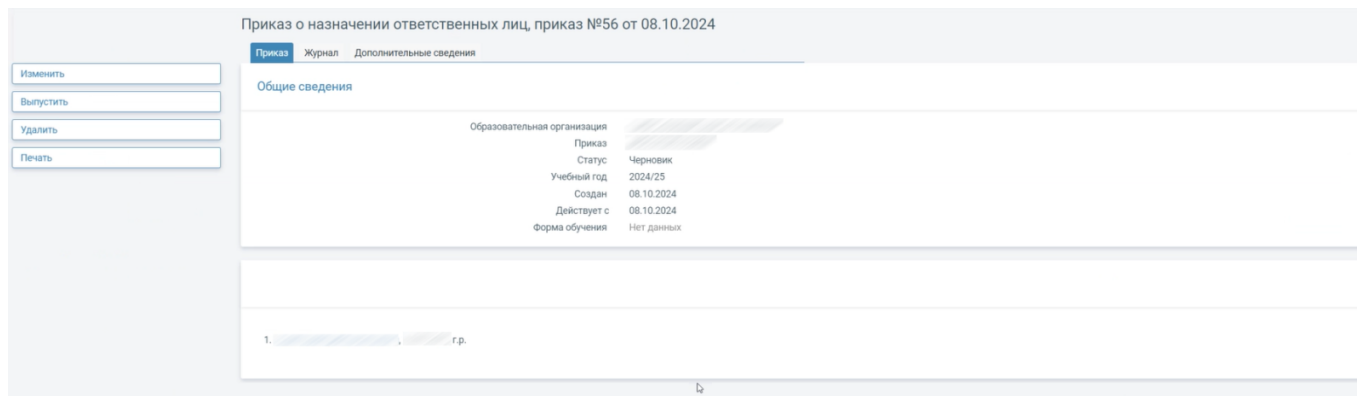 Приказ о назначении ответственных лиц, приказ №56 от 08.10.2024
Приказ Журнал Дополнительные сведения
Изменить
Выпустить
Удалить
Печать
Общие сведения
Образовательная организация
Приказ
Статус Черновик
Учебный год 2024/25
Создан 08.10.2024
Действует с 08.10.2024
Форма обучения Нет данных
1. , г.р.